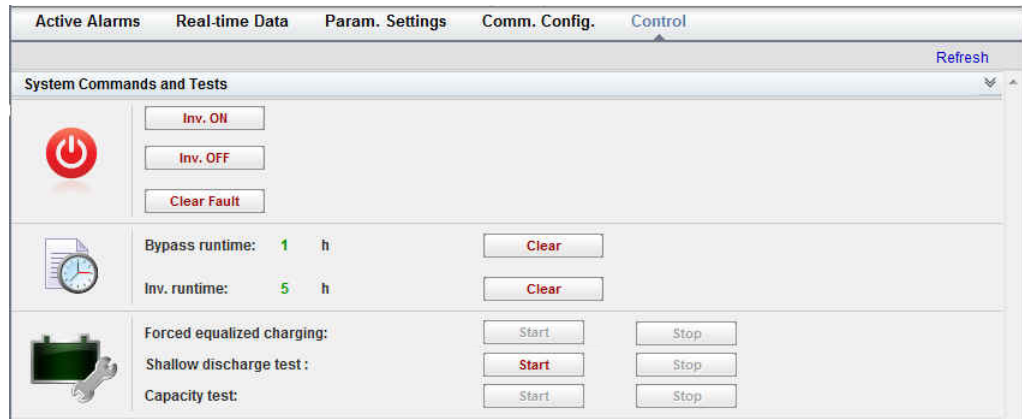 Active Alarms Real-time Data Param. Settings Comm. Config. Control
Refresh
System Commands and Tests
Inv. ON
Inv. OFF
Clear Fault
Bypass runtime: 1 h Clear
Inv. runtime: 5 h Clear
Forced equalized charging: Start Stop
Shallow discharge test : Start Stop
Capacity test: Start Stop